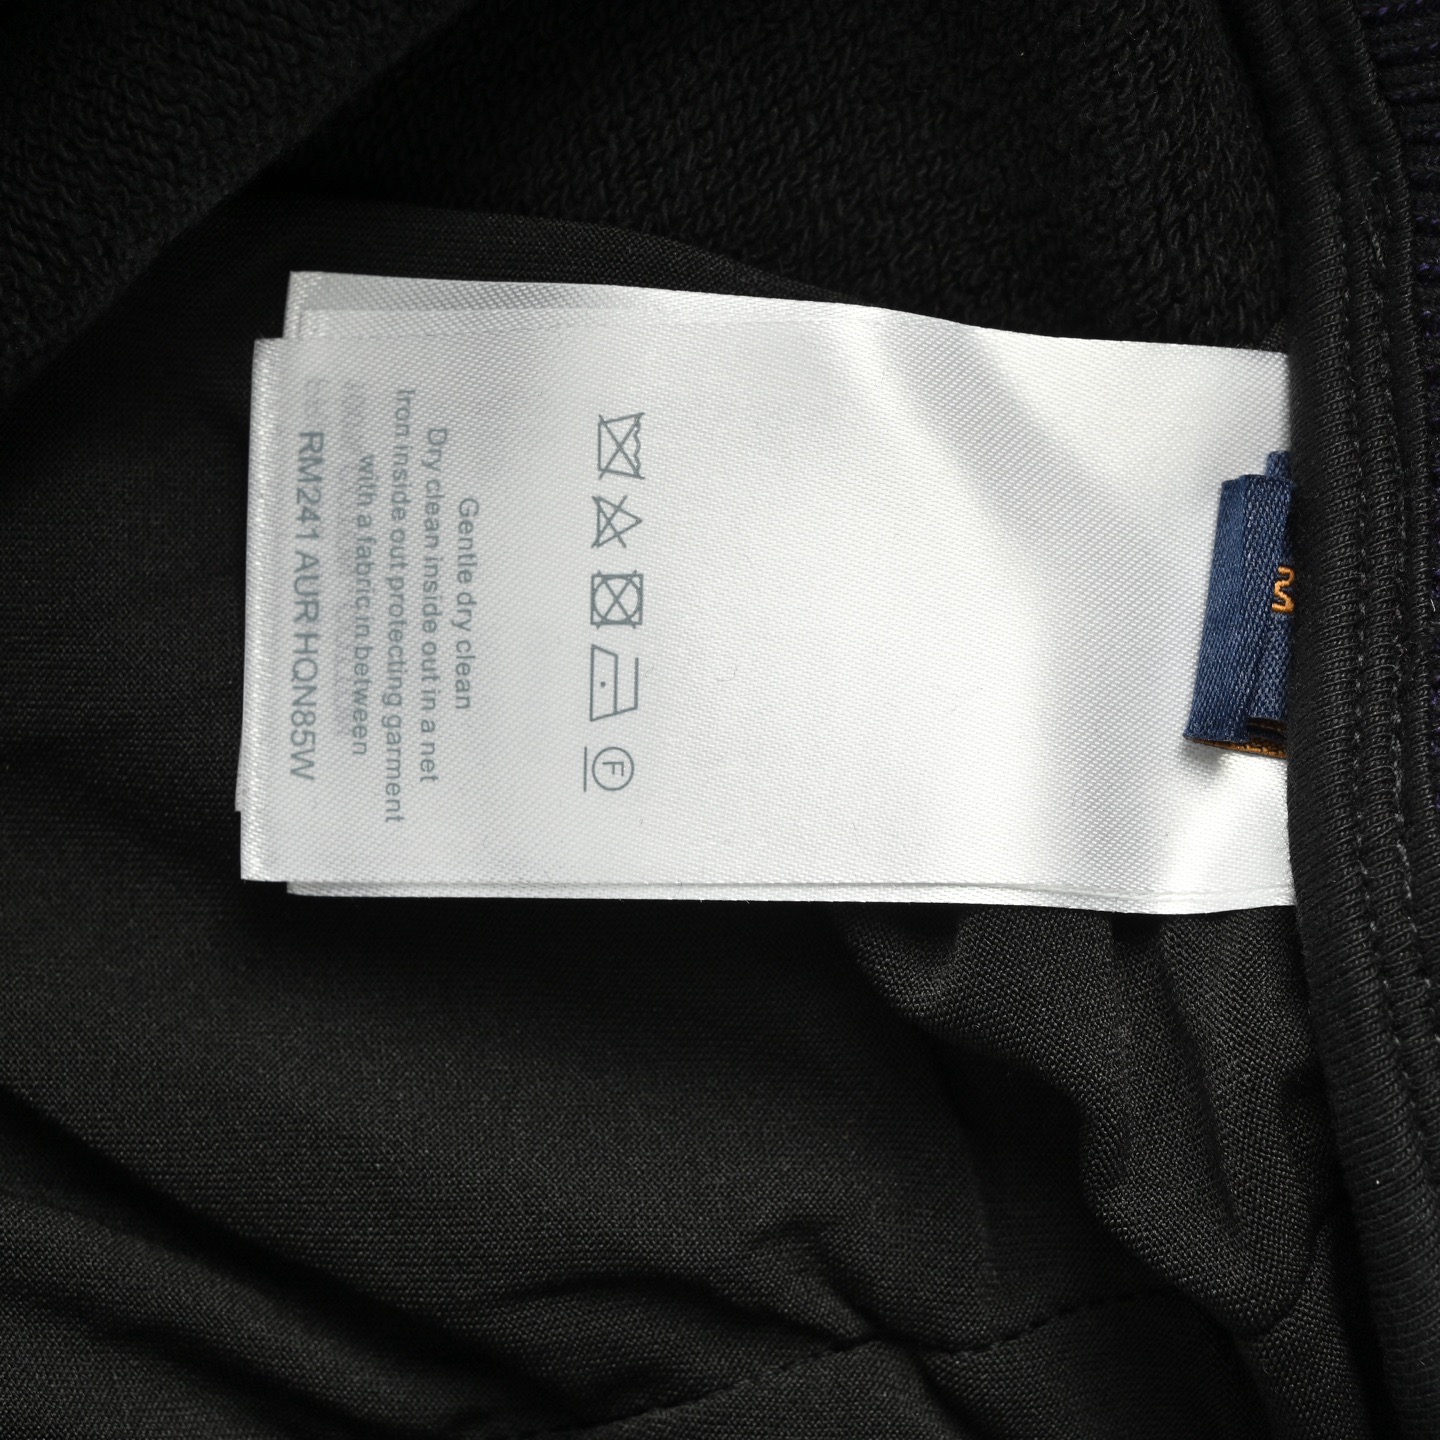 F
Gentle dry clean
Dry clean inside out in a net
Iron inside out protecting garment
with a fabric in between
RM241 AUR HQN85W
M